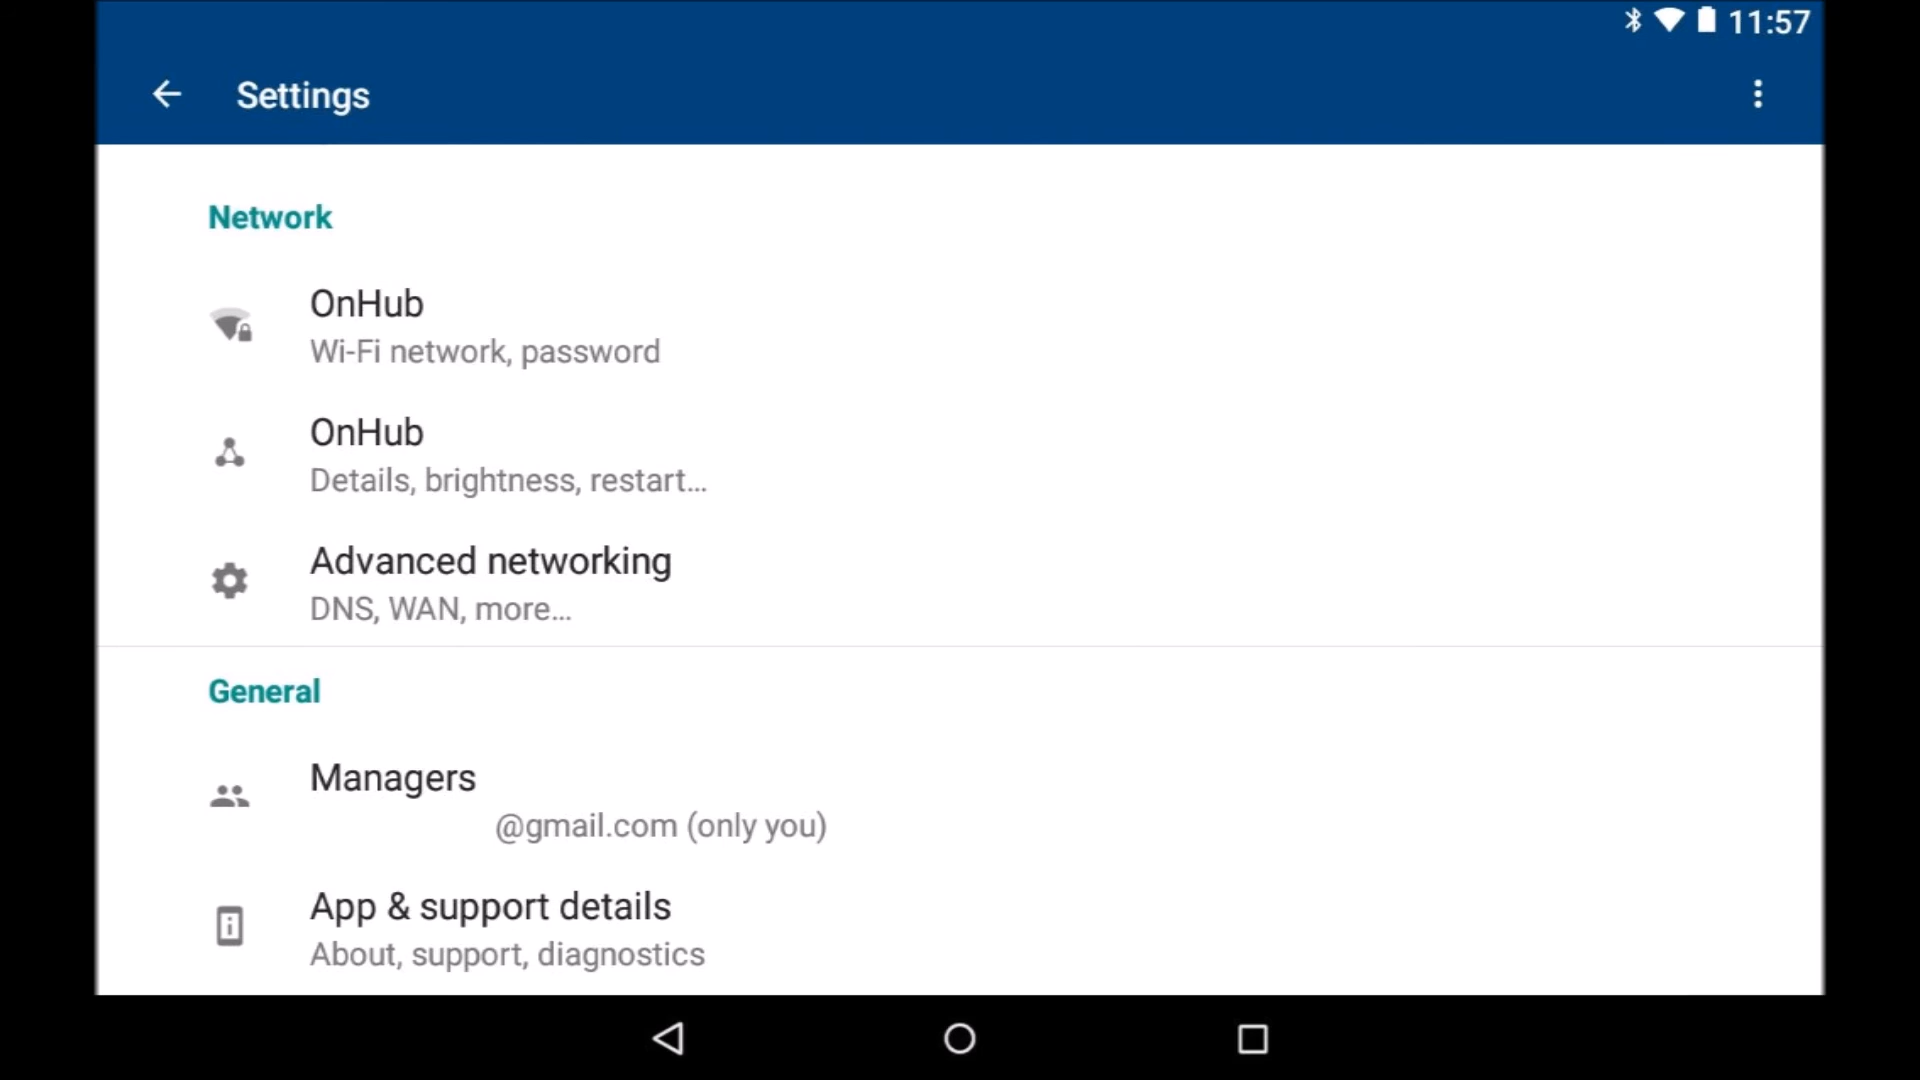 11:57
Settings
Network
OnHub
Wi-Fi network, password
OnHub
Details, brightness, restart...
Advanced networking
DNS, WAN, more...
General
Managers
@gmail.com (only you)
App & support details
About, support, diagnostics